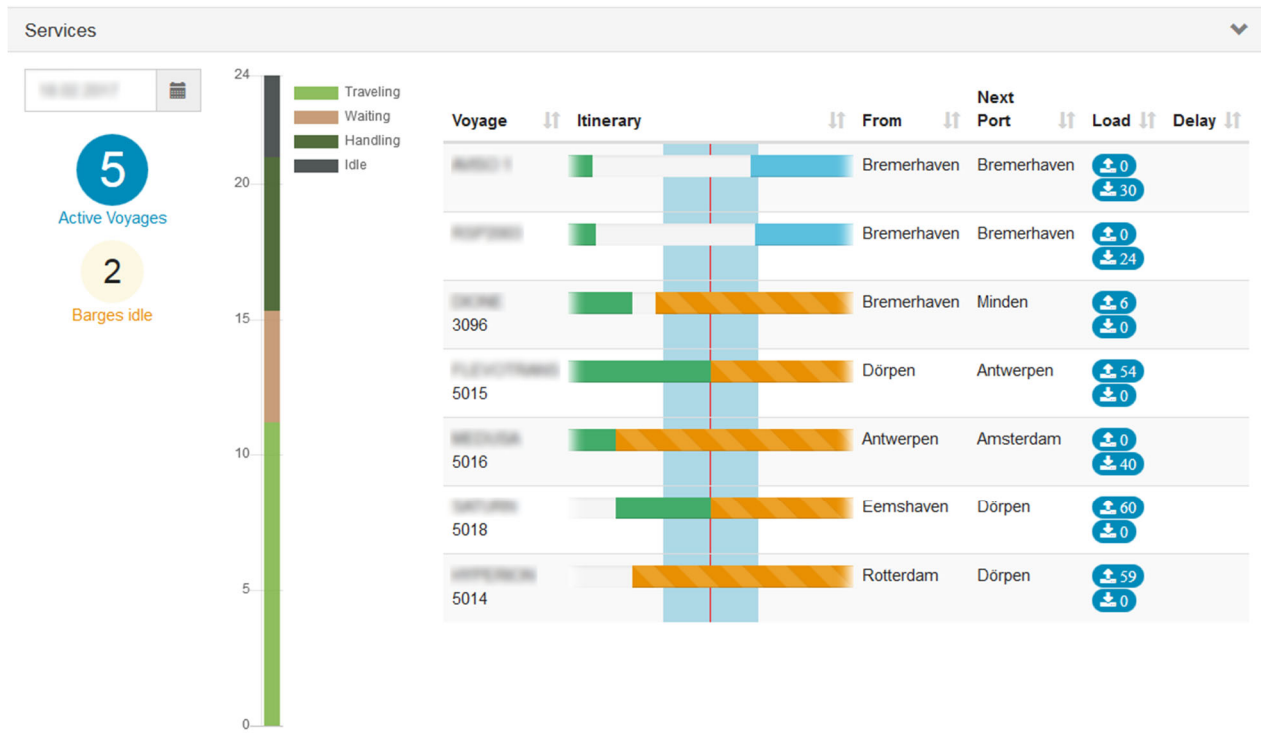 Services
24
20
15
10
5
0
Traveling
Waiting
Handling
Idle
5
Active Voyages
2
Barges idle
Voyage Itinerary From Next Port Load Delay
Bremerhaven Bremerhaven 0
30
Bremerhaven Bremerhaven 0
24
3096 Bremerhaven Minden 6
0
5015 Dörpen Antwerpen 54
0
5016 Antwerpen Amsterdam 0
40
5018 Eemshaven Dörpen 60
0
5014 Rotterdam Dörpen 59
0